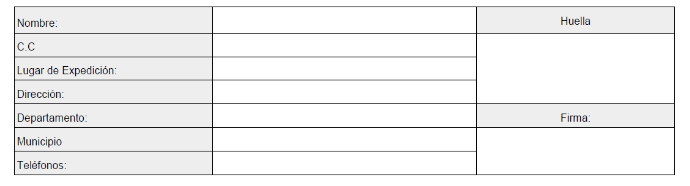 Nombre:
Huella
C.C
Lugar de Expedición:
Dirección:
Departamento:
Firma:
Municipio
Teléfonos: